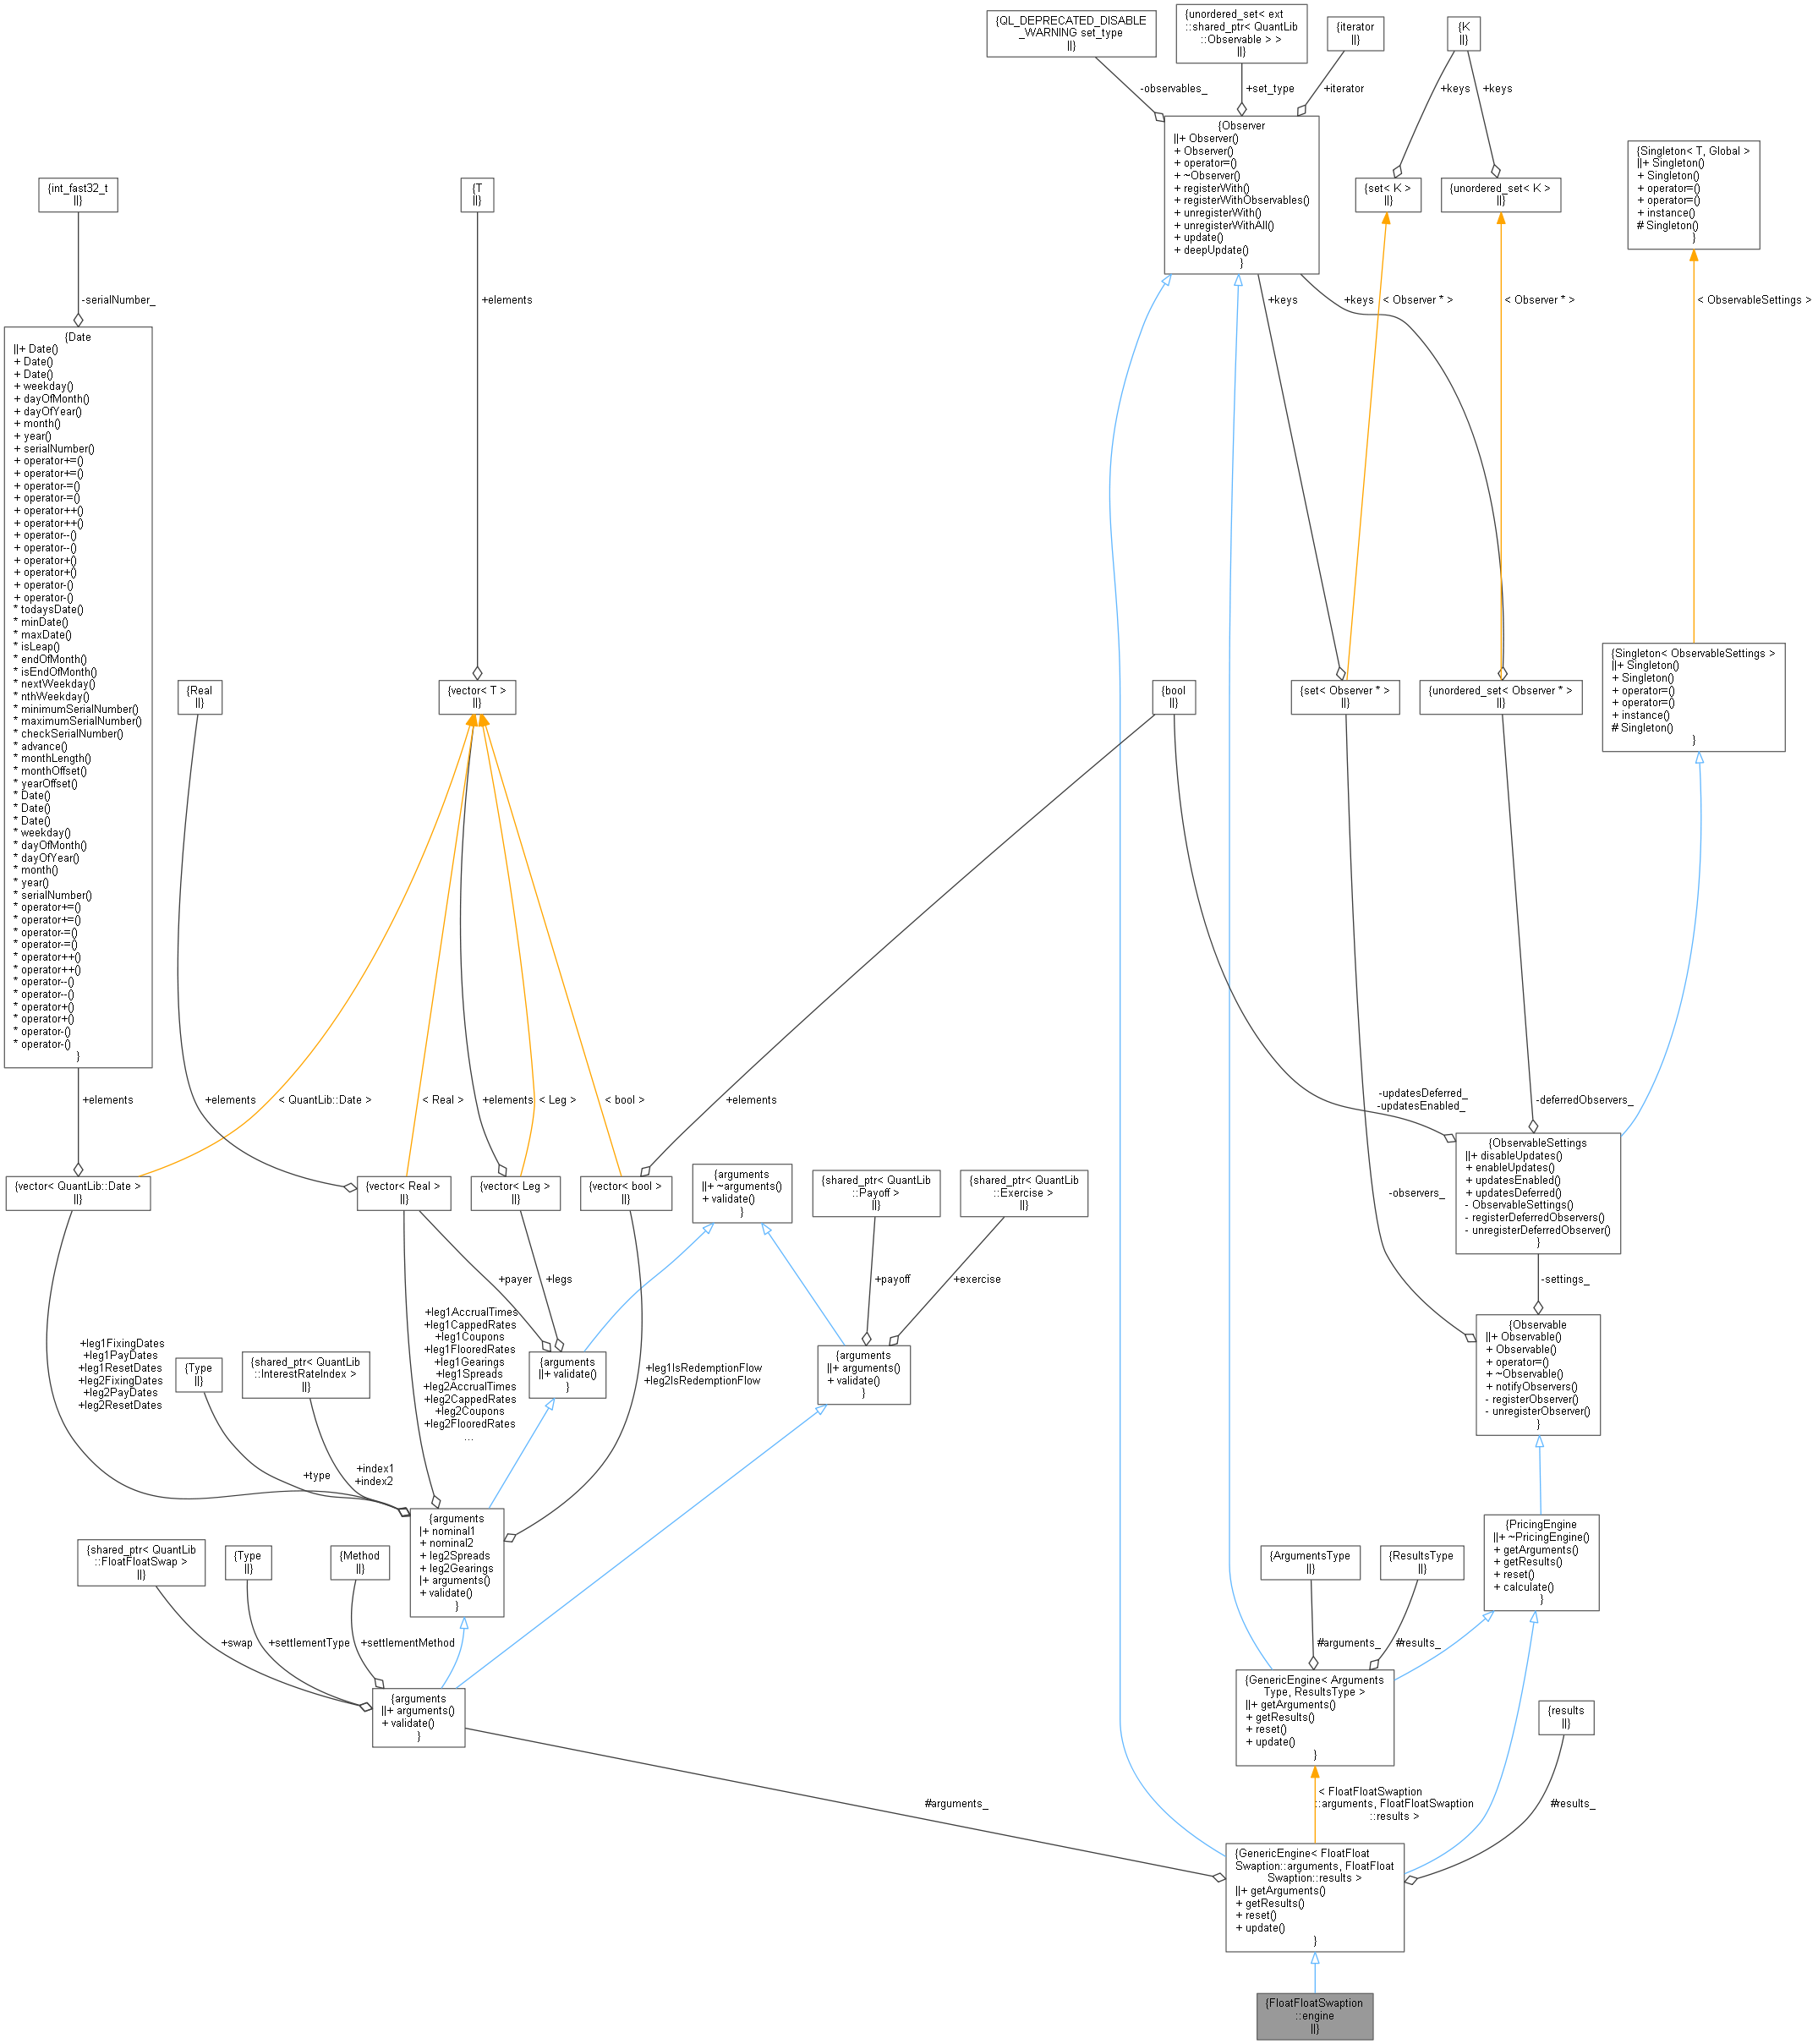 {QL_DEPRECATED_DISABLE
_WARNING set_type
||}
{unordered_set< ext
::shared_ptr< QuantLib
::Observable > >
||}
{iterator
||}
{K
||}
-observables_
+set_type
+iterator
+keys
+keys
{Observer
||+ Observer()
+ Observer()
+ operator=()
+ ~Observer()
+ registerWith()
+ registerWithObservables()
+ unregisterWith()
+ unregisterWithAll()
+ update()
+ deepUpdate()
}
{Singleton< T, Global >
||+ Singleton()
+ Singleton()
+ operator=()
+ operator=()
+ instance()
# Singleton()
}
{int_fast32_t
||}
{T
||}
{set< K >
||}
{unordered_set< K >
||}
-serialNumber_
+elements
+keys
+keys
< Observer * >
< Observer * >
< ObservableSettings >
{Date
||+ Date()
+ Date()
+ Date()
+ weekday()
+ dayOfMonth()
+ dayOfYear()
+ month()
+ year()
+ serialNumber()
+ operator+=()
+ operator+=()
+ operator-=()
+ operator-=()
+ operator++()
+ operator++()
+ operator--()
+ operator--()
+ operator+()
+ operator+()
+ operator-()
+ operator-()
* todaysDate()
* minDate()
* maxDate()
* isLeap()
* endOfMonth()
* isEndOfMonth()
* nextWeekday()
* nthWeekday()
* minimumSerialNumber()
* maximumSerialNumber()
* checkSerialNumber()
* advance()
* monthLength()
* monthOffset()
* yearOffset()
* Date()
* Date()
* Date()
* weekday()
* dayOfMonth()
* dayOfYear()
* month()
* year()
* serialNumber()
* operator+=()
* operator+=()
* operator-=()
* operator-=()
* operator++()
* operator++()
* operator--()
* operator--()
* operator+()
* operator+()
* operator-()
* operator-()
}
{Real
||}
{vector< T >
||}
{bool
||}
{set< Observer * >
||}
{unordered_set< Observer * >
||}
{Singleton< ObservableSettings >
||+ Singleton()
+ Singleton()
+ operator=()
+ operator=()
+ instance()
# Singleton()
}
+elements
+elements
< QuantLib::Date >
< Real >
+elements
< Leg >
< bool >
+elements
-updatesDeferred_
-updatesEnabled_
-deferredObservers_
{vector< QuantLib::Date >
||}
{vector< Real >
||}
{vector< Leg >
||}
{vector< bool >
||}
{arguments
||+ ~arguments()
+ validate()
}
{shared_ptr< QuantLib
::Payoff >
||}
{shared_ptr< QuantLib
::Exercise >
||}
-observers_
{ObservableSettings
||+ disableUpdates()
+ enableUpdates()
+ updatesEnabled()
+ updatesDeferred()
- ObservableSettings()
- registerDeferredObservers()
- unregisterDeferredObserver()
}
+payer
+legs
+payoff
+exercise
-settings_
+leg1FixingDates
+leg1PayDates
+leg1ResetDates
+leg2FixingDates
+leg2PayDates
+leg2ResetDates
{Type
||}
{shared_ptr< QuantLib
::InterestRateIndex >
||}
+leg1AccrualTimes
+leg1CappedRates
+leg1Coupons
+leg1FlooredRates
+leg1Gearings
+leg1Spreads
+leg2AccrualTimes
+leg2CappedRates
+leg2Coupons
+leg2FlooredRates
...
{arguments
||+ validate()
}
+leg1IsRedemptionFlow
+leg2IsRedemptionFlow
{arguments
||+ arguments()
+ validate()
}
{Observable
||+ Observable()
+ Observable()
+ operator=()
+ ~Observable()
+ notifyObservers()
- registerObserver()
- unregisterObserver()
}
+type
+index1
+index2
{arguments
|+ nominal1
+ nominal2
+ leg2Spreads
+ leg2Gearings
|+ arguments()
+ validate()
}
{PricingEngine
||+ ~PricingEngine()
+ getArguments()
+ getResults()
+ reset()
+ calculate()
}
{shared_ptr< QuantLib
::FloatFloatSwap >
||}
{Type
||}
{Method
||}
{ArgumentsType
||}
{ResultsType
||}
+swap
+settlementType
+settlementMethod
#arguments_
#results_
{arguments
||+ arguments()
+ validate()
}
{GenericEngine< Arguments
Type, ResultsType >
||+ getArguments()
+ getResults()
+ reset()
+ update()
}
{results
||}
#arguments_
< FloatFloatSwaption
::arguments, FloatFloatSwaption
::results >
#results_
{GenericEngine< FloatFloat
Swaption::arguments, FloatFloat
Swaption::results >
||+ getArguments()
+ getResults()
+ reset()
+ update()
}
{FloatFloatSwaption
::engine
||}